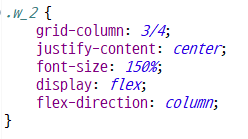 .w_2 {
grid-column: 3/4;
justify-content: center;
font-size: 150%;
display: flex;
flex-direction: column;
}